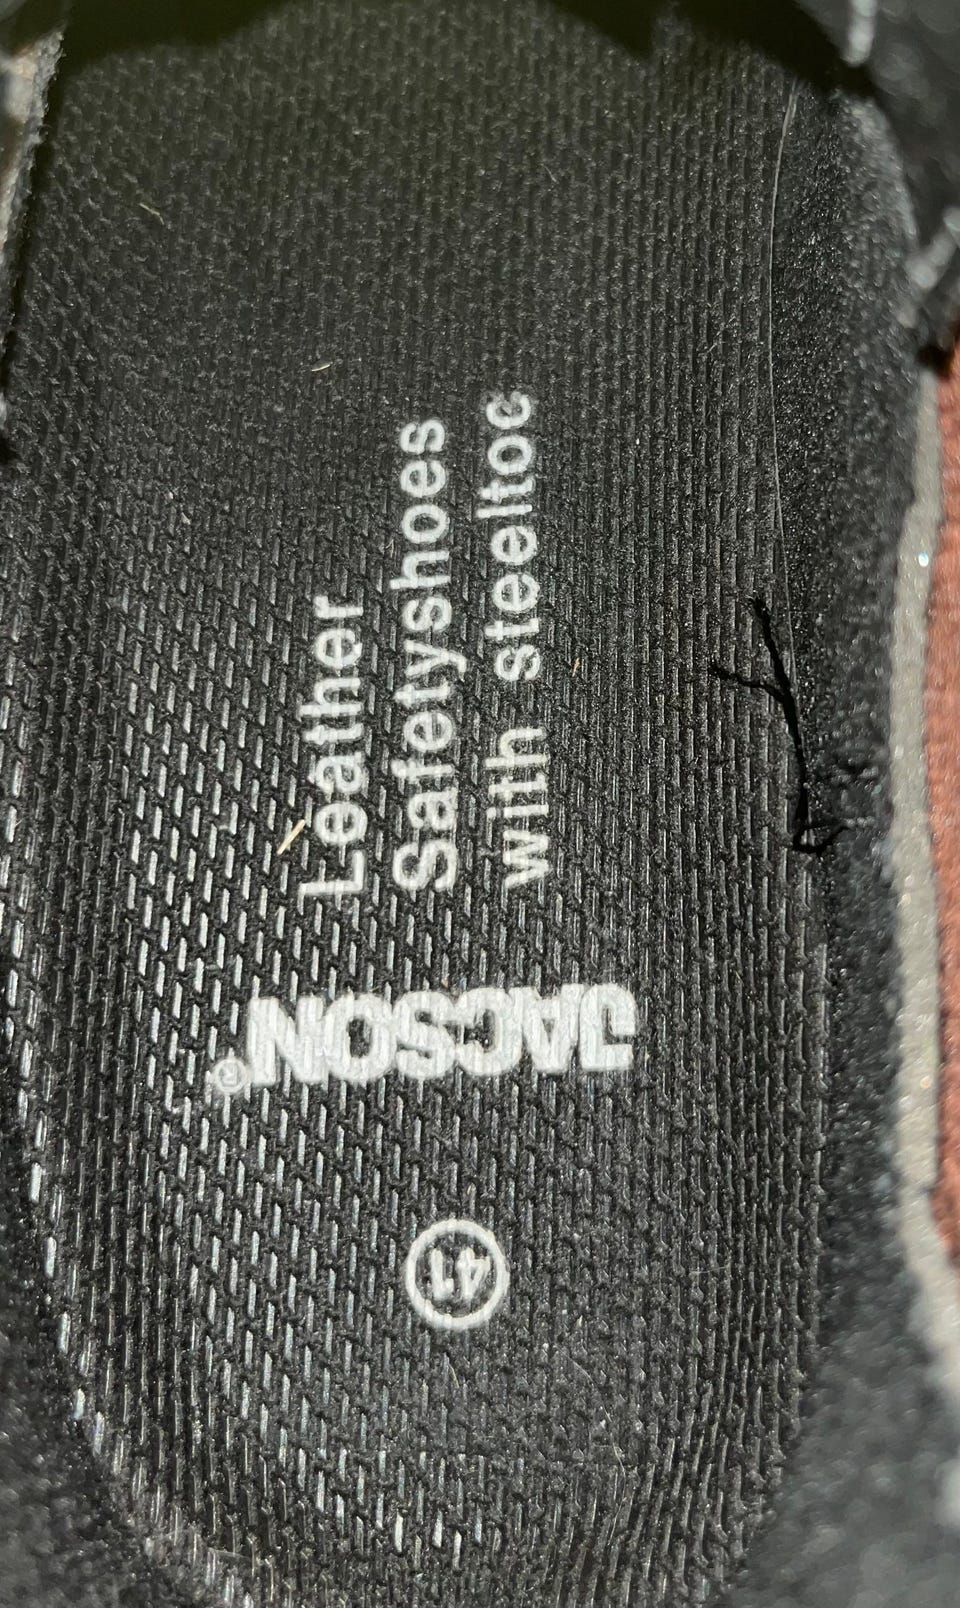 Leather
Safetyshoes
with steeltoe
JACSON®
41